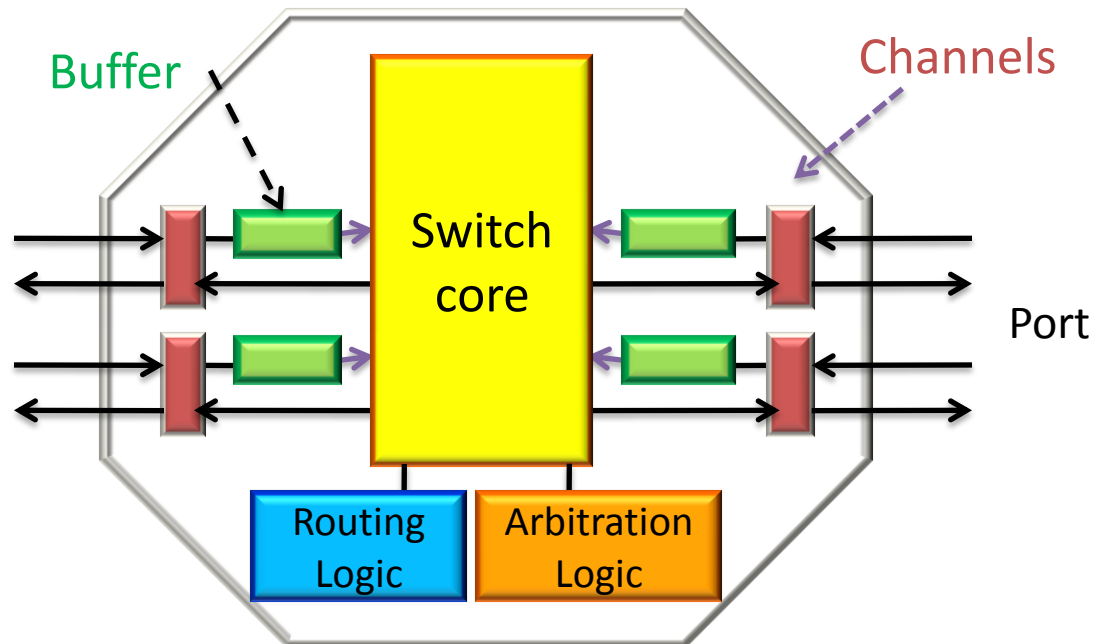 Buffer
Channels
Switch
core
Port
Routing
Logic
Arbitration
Logic